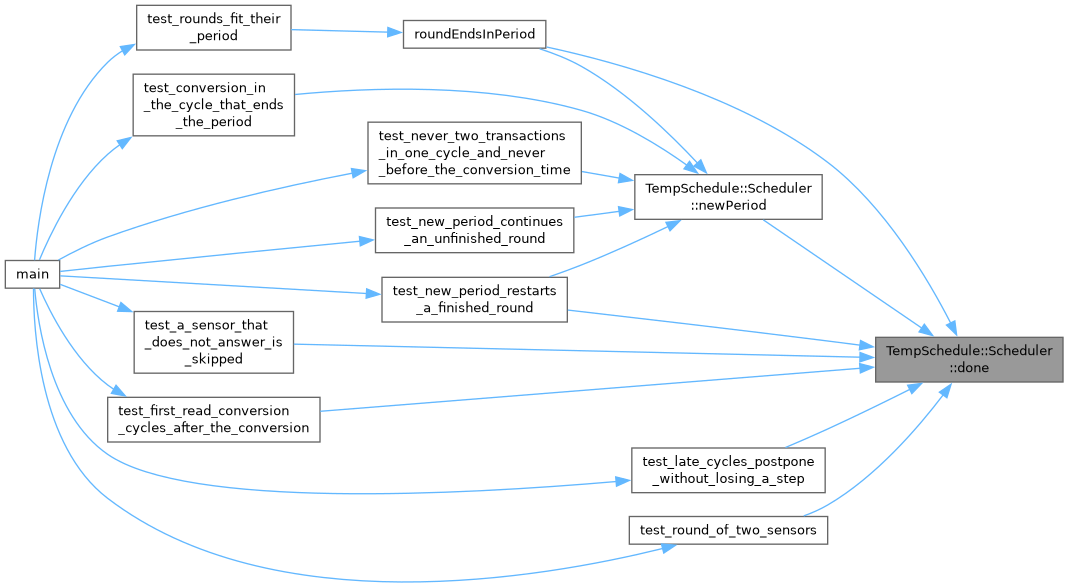 test_rounds_fit_their
_period
roundEndsInPeriod
test_conversion_in
_the_cycle_that_ends
_the_period
test_never_two_transactions
_in_one_cycle_and_never
_before_the_conversion_time
TempSchedule::Scheduler
::newPeriod
test_new_period_continues
_an_unfinished_round
main
test_new_period_restarts
_a_finished_round
test_a_sensor_that
_does_not_answer_is
_skipped
TempSchedule::Scheduler
::done
test_first_read_conversion
_cycles_after_the_conversion
test_late_cycles_postpone
_without_losing_a_step
test_round_of_two_sensors